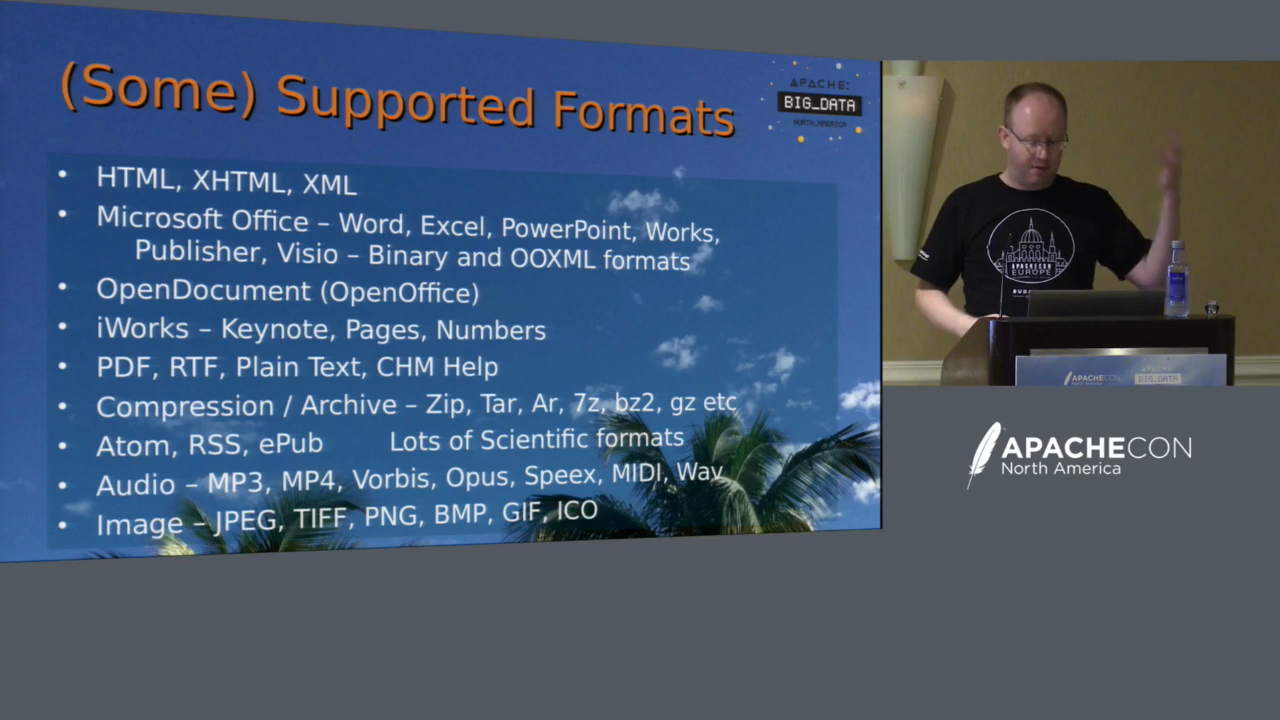 (Some) Supported Formats
APACHE:
BIG_DATA
NORTH_AMERICA
• HTML, XHTML, XML
• Microsoft Office – Word, Excel, PowerPoint, Works,
Publisher, Visio – Binary and OOXML formats
• OpenDocument (OpenOffice)
• iWorks – Keynote, Pages, Numbers
• PDF, RTF, Plain Text, CHM Help
• Compression / Archive – Zip, Tar, Ar, 7z, bz2, gz etc
• Atom, RSS, ePub Lots of Scientific formats
• Audio – MP3, MP4, Vorbis, Opus, Speex, MIDI, Wav
• Image – JPEG, TIFF, PNG, BMP, GIF, ICO
APACHECON
EUROPE
APACHECON
BIG_DATA
APACHECON
North America